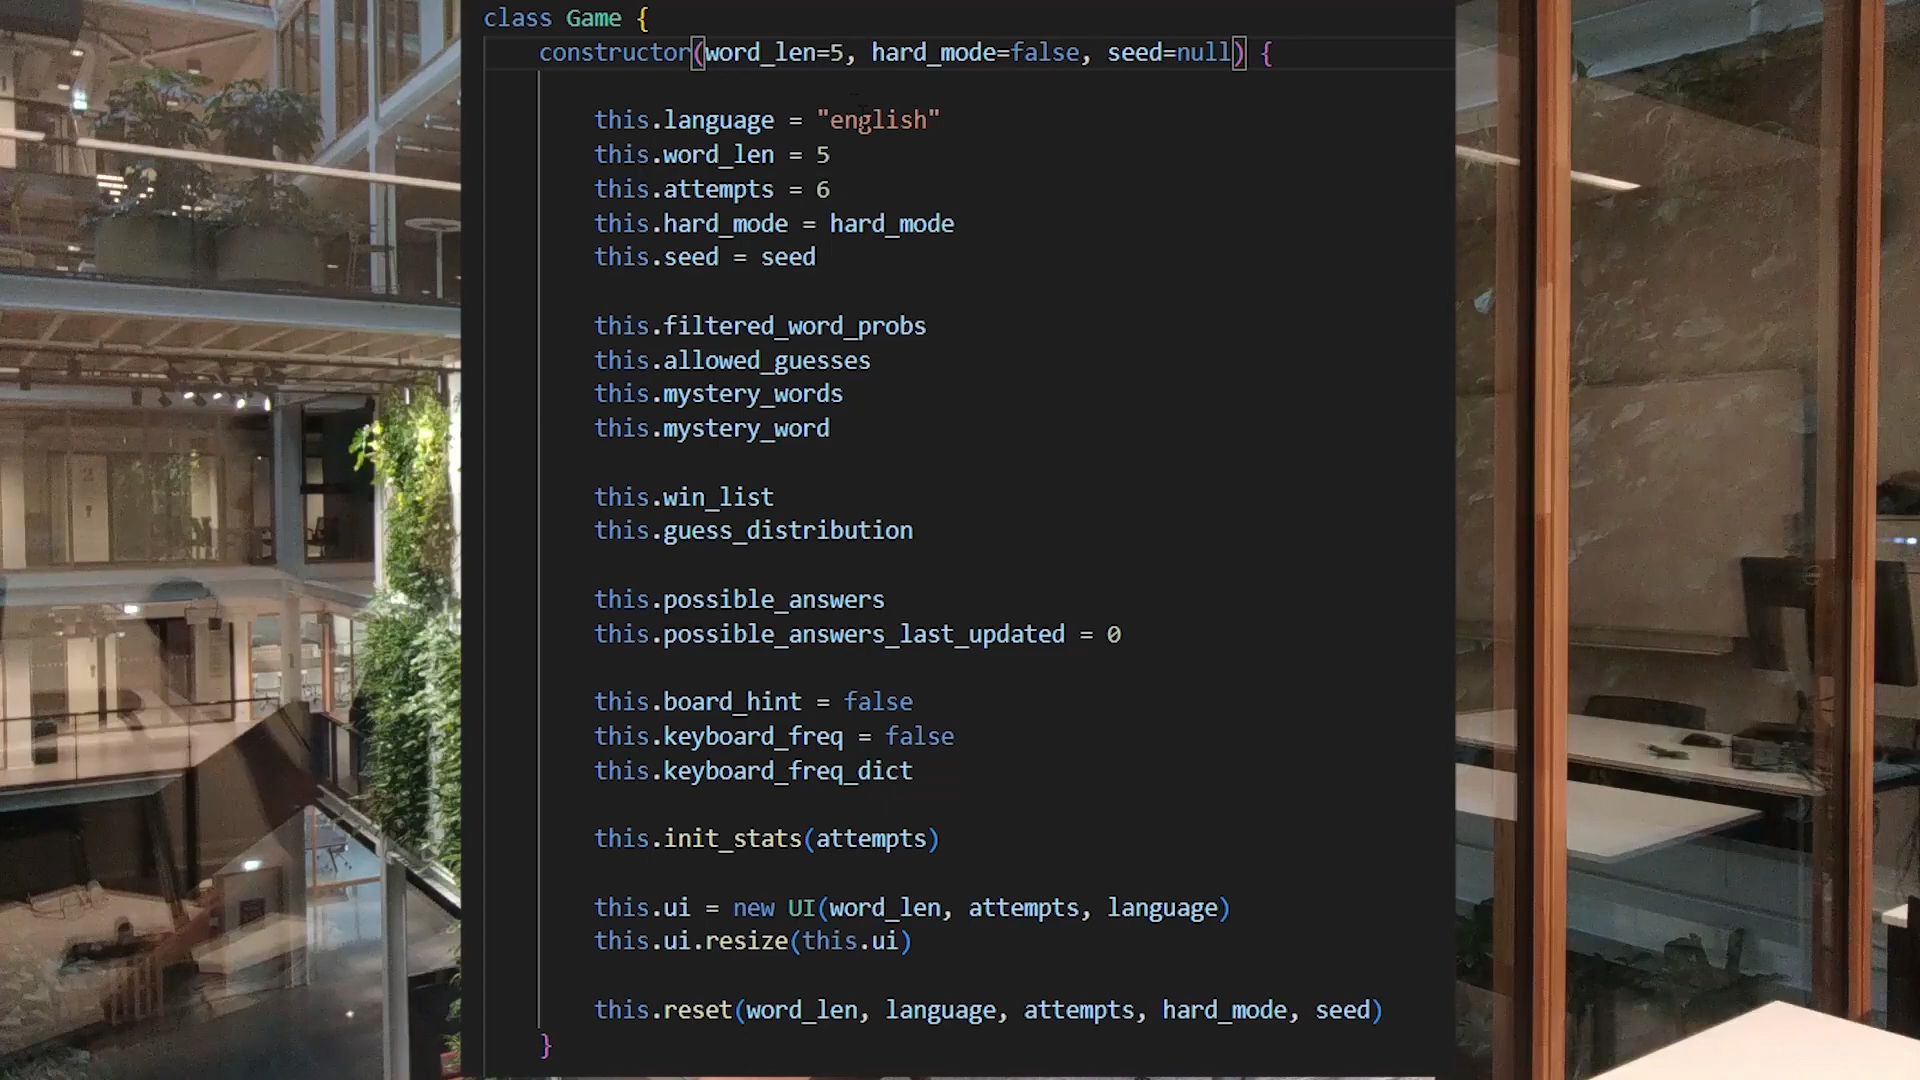 class Game {
constructor(word_len=5, hard_mode=false, seed=null) {
this.language = "english"
this.word_len = 5
this.attempts = 6
this.hard_mode = hard_mode
this.seed = seed
this.filtered_word_probs
this.allowed_guesses
this.mystery_words
this.mystery_word
this.win_list
this.guess_distribution
this.possible_answers
this.possible_answers_last_updated = 0
this.board_hint = false
this.keyboard_freq = false
this.keyboard_freq_dict
this.init_stats(attempts)
this.ui = new UI(word_len, attempts, language)
this.ui.resize(this.ui)
this.reset(word_len, language, attempts, hard_mode, seed)
}